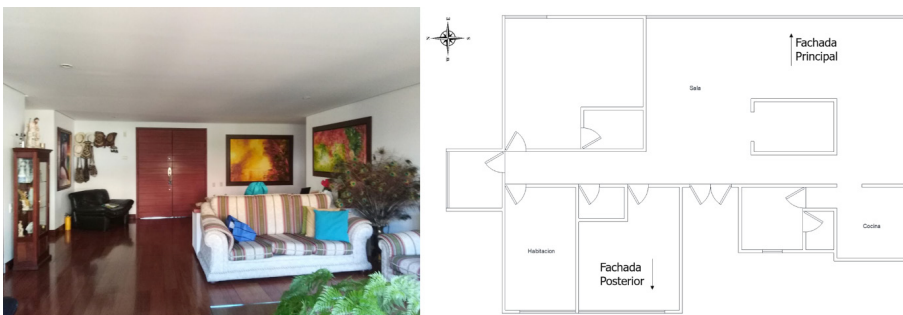 Fachada
Principal
Sala
Cocina
Habitacion
Fachada
Posterior